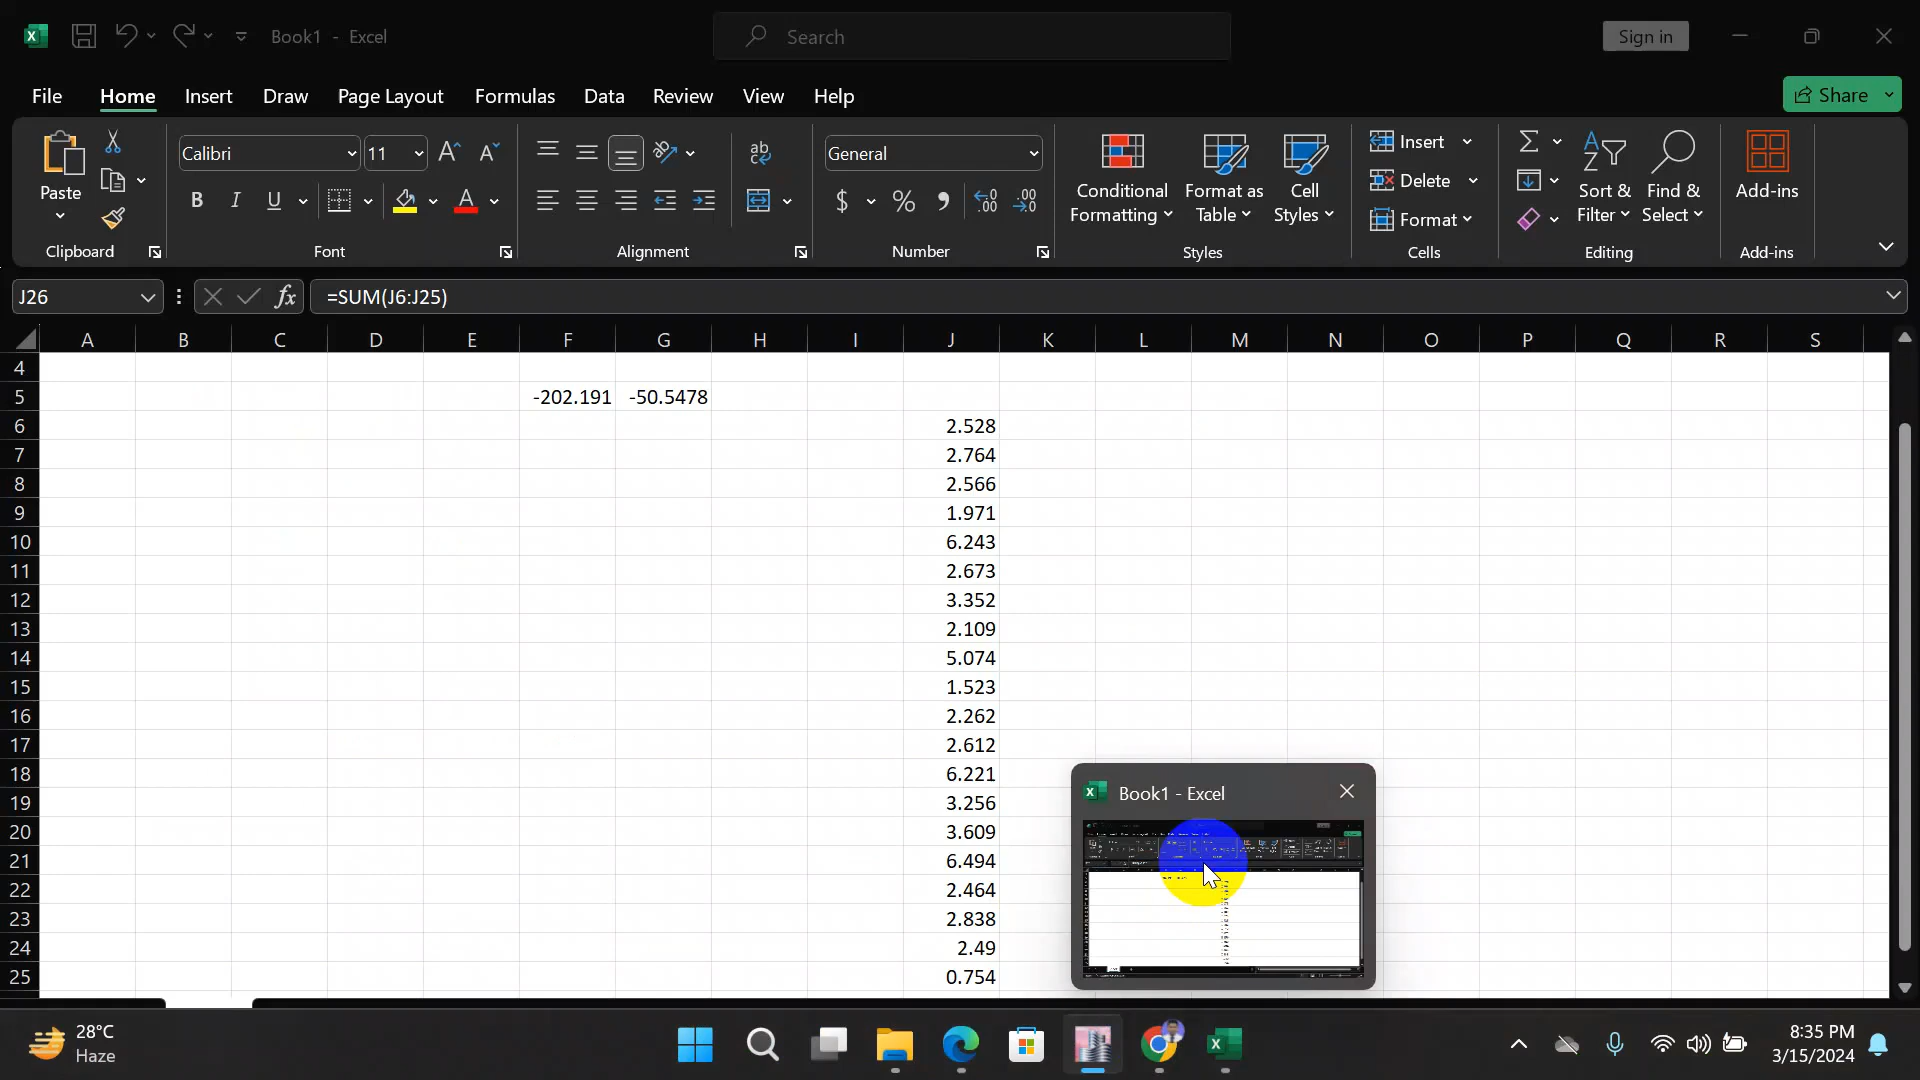 Book1 - Excel
Search
Sign in
File Home Insert Draw Page Layout Formulas Data Review View Help
Share
Paste
Calibri 11
B I U A
ab
General
$ % ,
Conditional Formatting
Format as Table
Cell Styles
Insert
Delete
Format
Sort & Filter
Find & Select
Add-ins
Clipboard Font Alignment Number Styles Cells Editing Add-ins
J26 fx =SUM(J6:J25)
A B C D E F G H I J K L M N O P Q R S
4
5 -202.191 -50.5478
6 2.528
7 2.764
8 2.566
9 1.971
10 6.243
11 2.673
12 3.352
13 2.109
14 5.074
15 1.523
16 2.262
17 2.612
18 6.221
19 3.256
20 3.609
21 6.494
22 2.464
23 2.838
24 2.49
25 0.754
Book1 - Excel
28°C
Haze
8:35 PM
3/15/2024